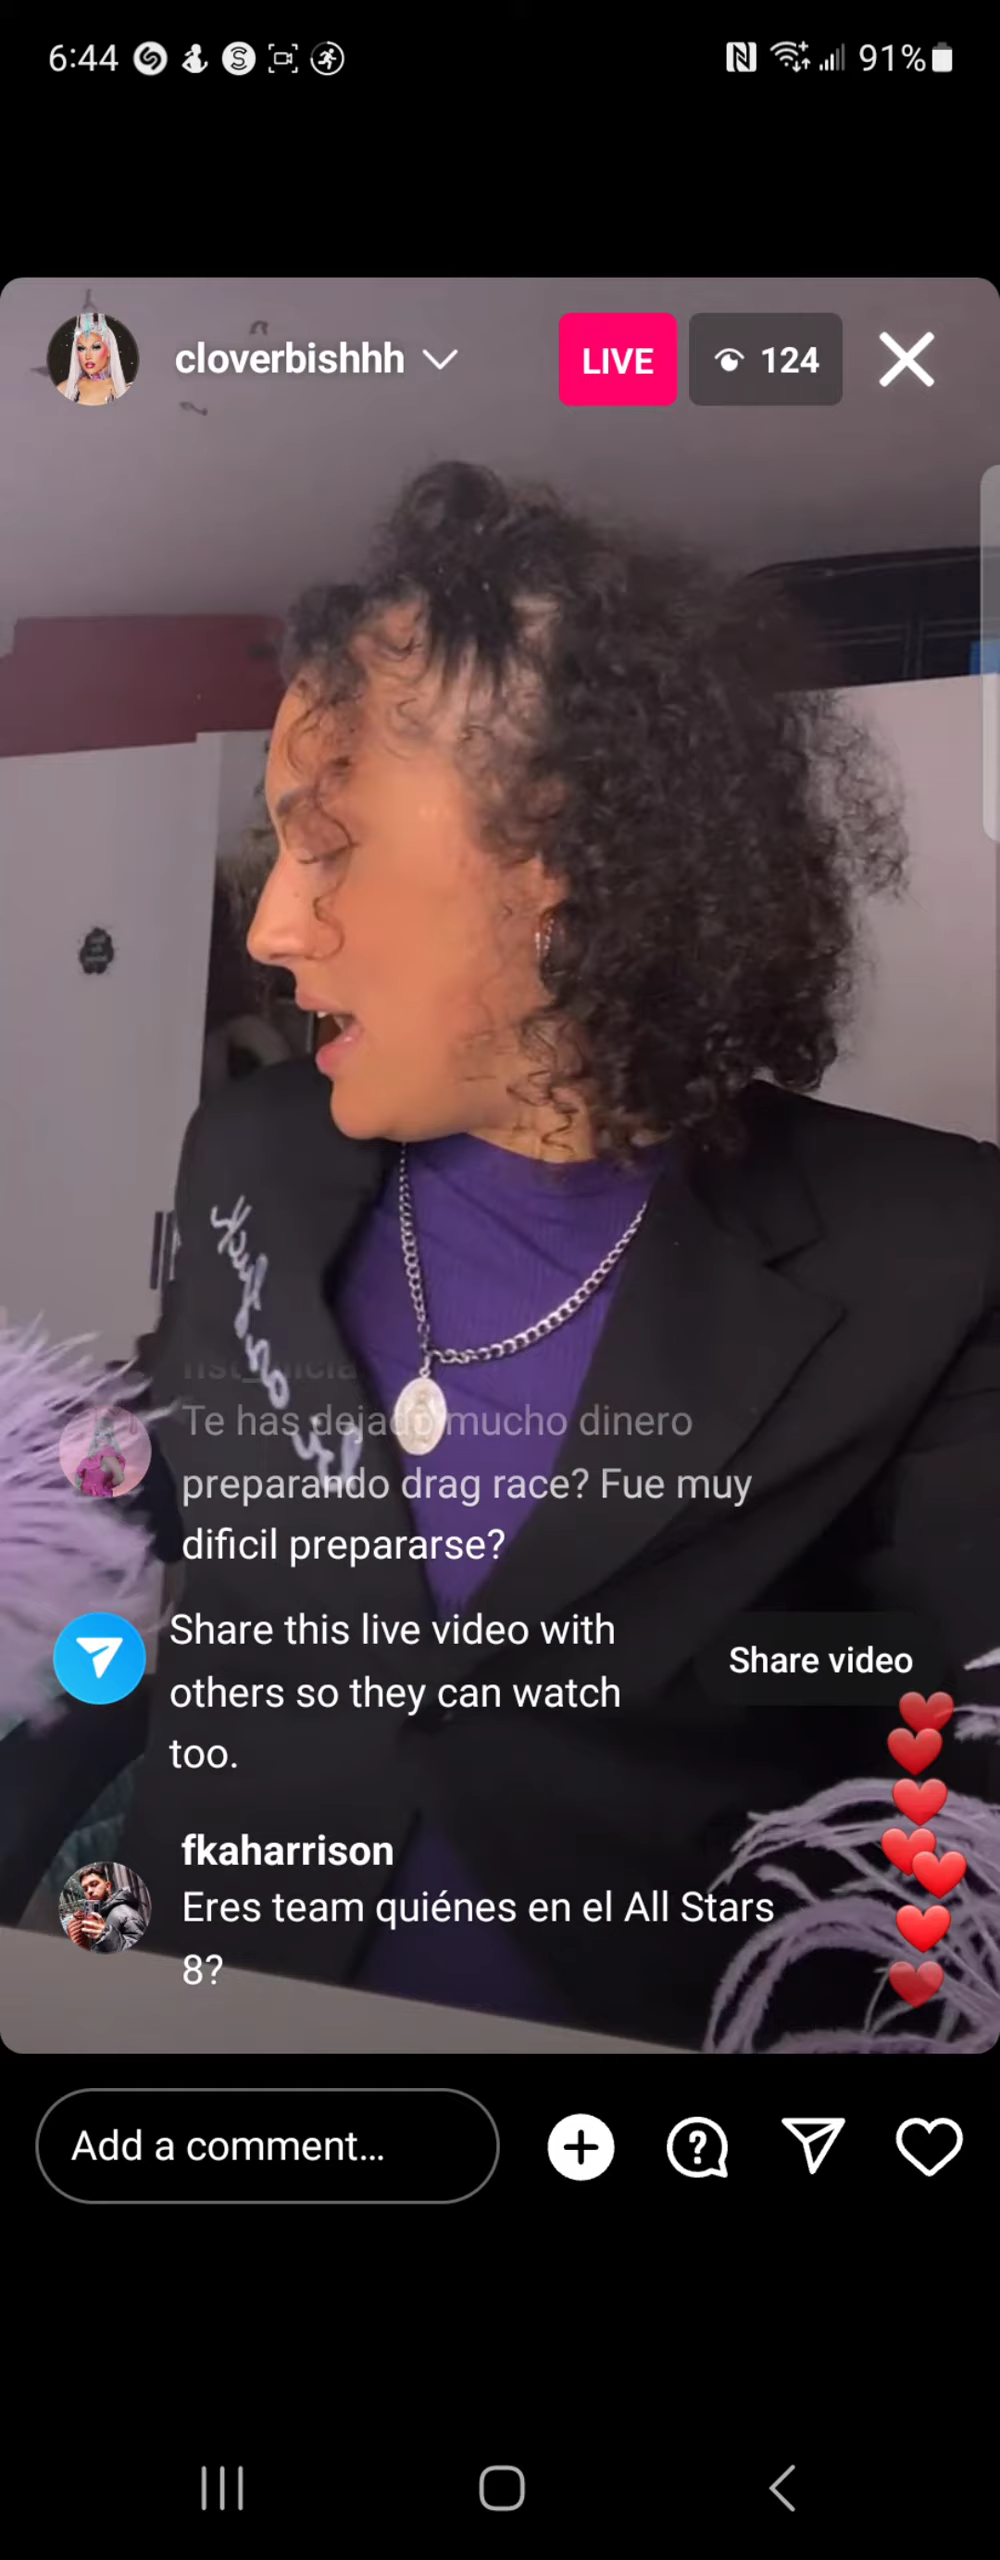 6:44
91%
cloverbishhh
LIVE
124
Te has dejado mucho dinero
preparando drag race? Fue muy
dificil prepararse?
Share this live video with
others so they can watch
too.
Share video
fkaharrison
Eres team quiénes en el All Stars
8?
Add a comment...